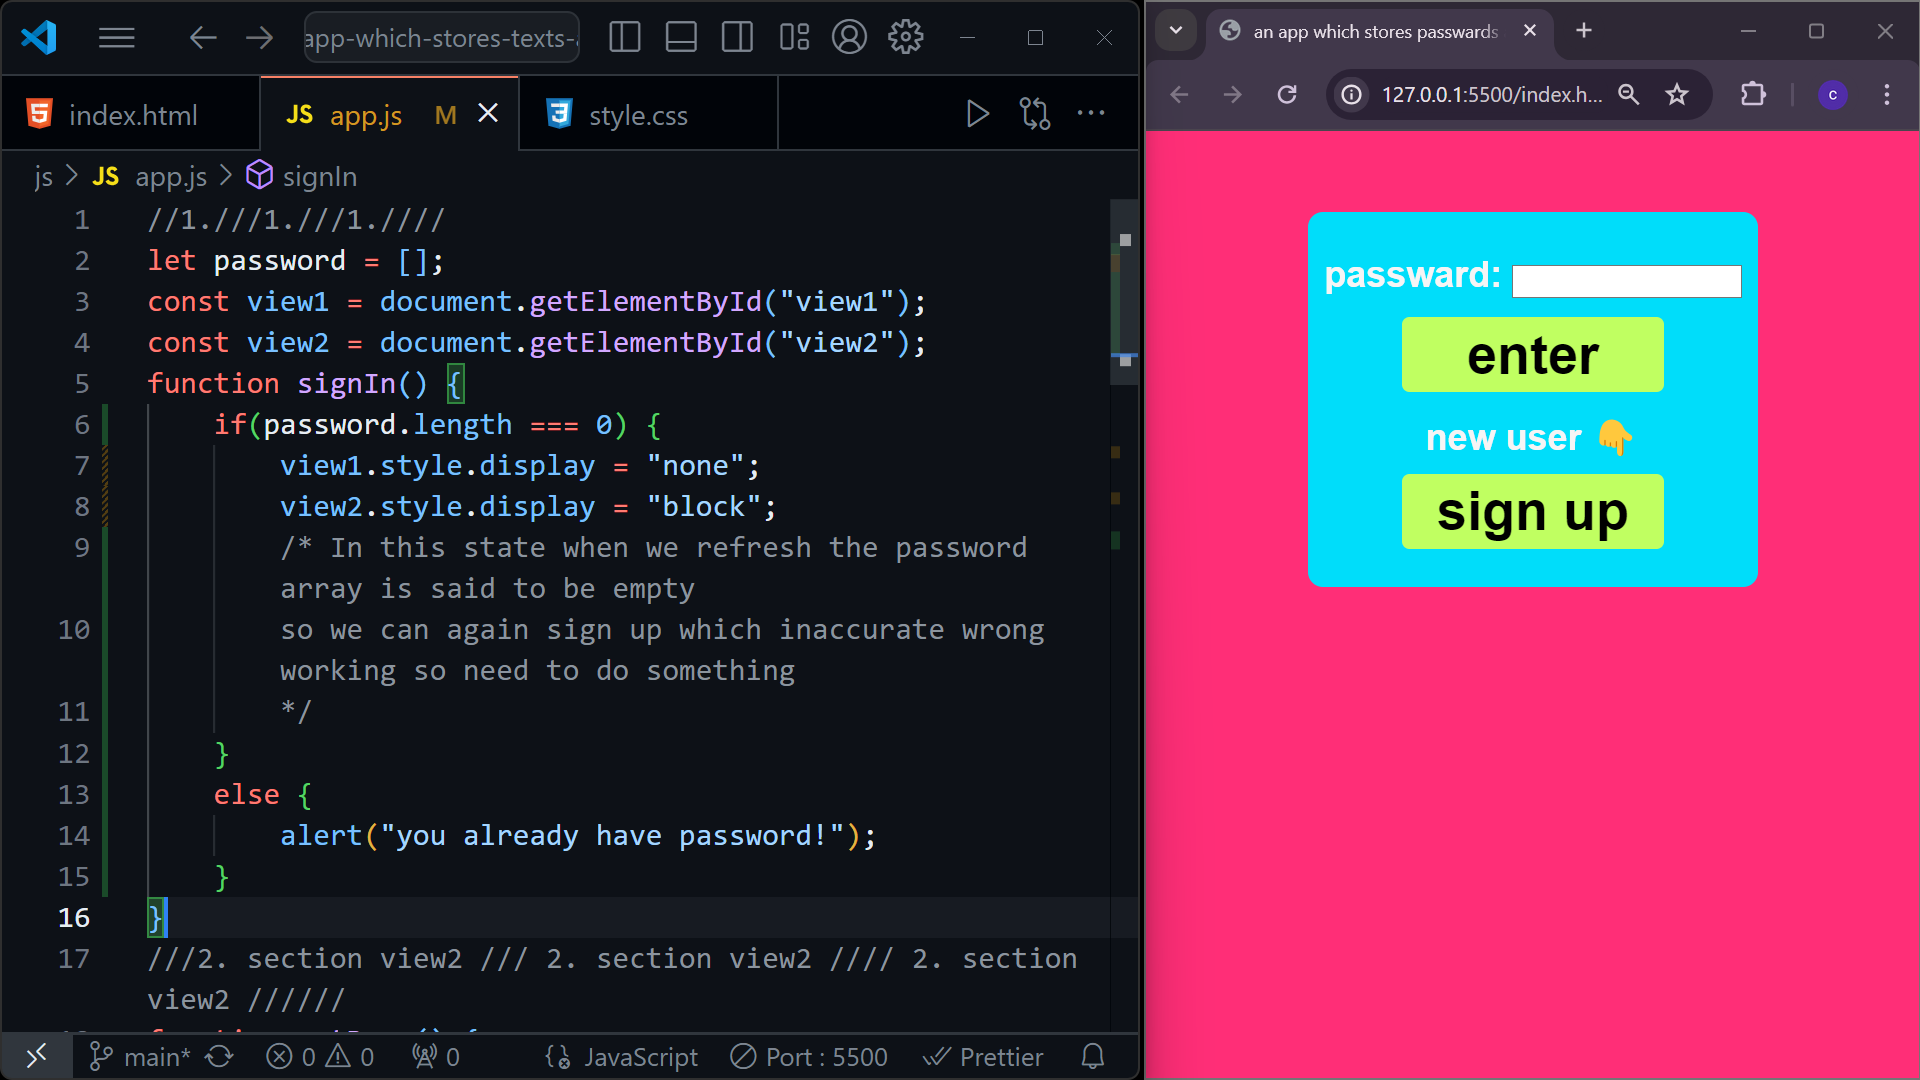 app-which-stores-texts-
index.html
JS app.js M
style.css
js > JS app.js > signIn
1 //1.///1.///1.////
2 let password = [];
3 const view1 = document.getElementById("view1");
4 const view2 = document.getElementById("view2");
5 function signIn() {
6 if(password.length === 0) {
7 view1.style.display = "none";
8 view2.style.display = "block";
9 /* In this state when we refresh the password
array is said to be empty
10 so we can again sign up which inaccurate wrong
working so need to do something
11 */
12 }
13 else {
14 alert("you already have password!");
15 }
16 }
17 ///2. section view2 /// 2. section view2 //// 2. section
view2 //////
main* 0 0 0 JavaScript Port : 5500 Prettier
an app which stores passwards
127.0.0.1:5500/index.h...
c
passward:
enter
new user 👇
sign up